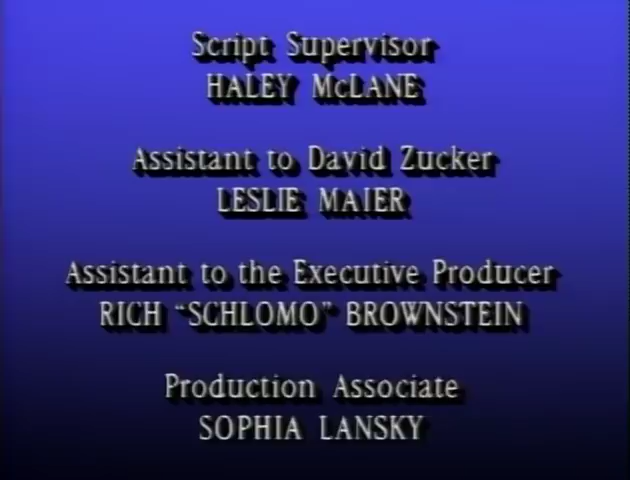 Script Supervisor
HALEY McLANE
Assistant to David Zucker
LESLIE MAIER
Assistant to the Executive Producer
RICH “SCHLOMO” BROWNSTEIN
Production Associate
SOPHIA LANSKY